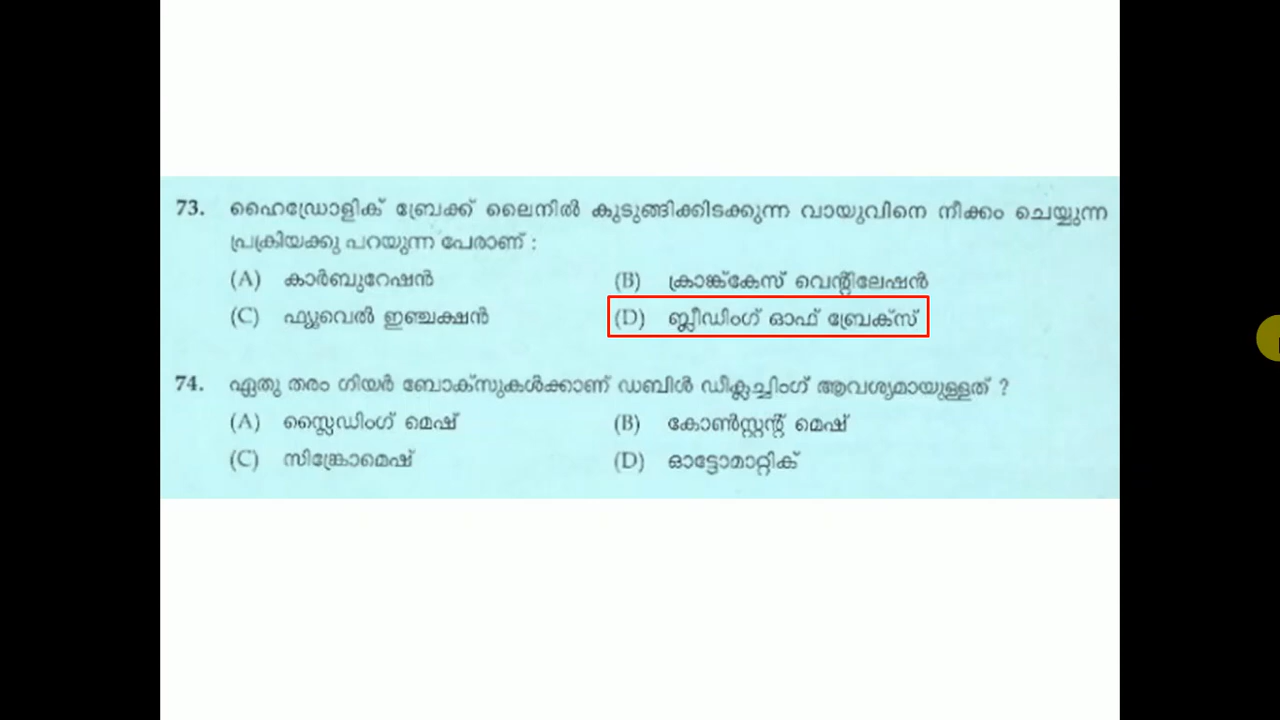 73. ഹൈഡ്രോളിക് ബ്രേക്ക് ലൈനിൽ കുടുങ്ങിക്കിടക്കുന്ന വായുവിനെ നീക്കം ചെയ്യുന്ന
പ്രക്രിയക്കു പറയുന്ന പേരാണ് :
(A) കാർബുറേഷൻ (B) ക്രാങ്ക്കേസ് വെന്റിലേഷൻ
(C) ഫ്യുവെൽ ഇഞ്ചക്ഷൻ (D) ബ്ലീഡിംഗ് ഓഫ് ബ്രേക്സ്
74. ഏതു തരം ഗിയർ ബോക്സുകൾക്കാണ് ഡബിൾ ഡീക്ലച്ചിംഗ് ആവശ്യമായുള്ളത് ?
(A) സ്ലൈഡിംഗ് മെഷ് (B) കോൺസ്റ്റന്റ് മെഷ്
(C) സിങ്ക്രോമെഷ് (D) ഓട്ടോമാറ്റിക്